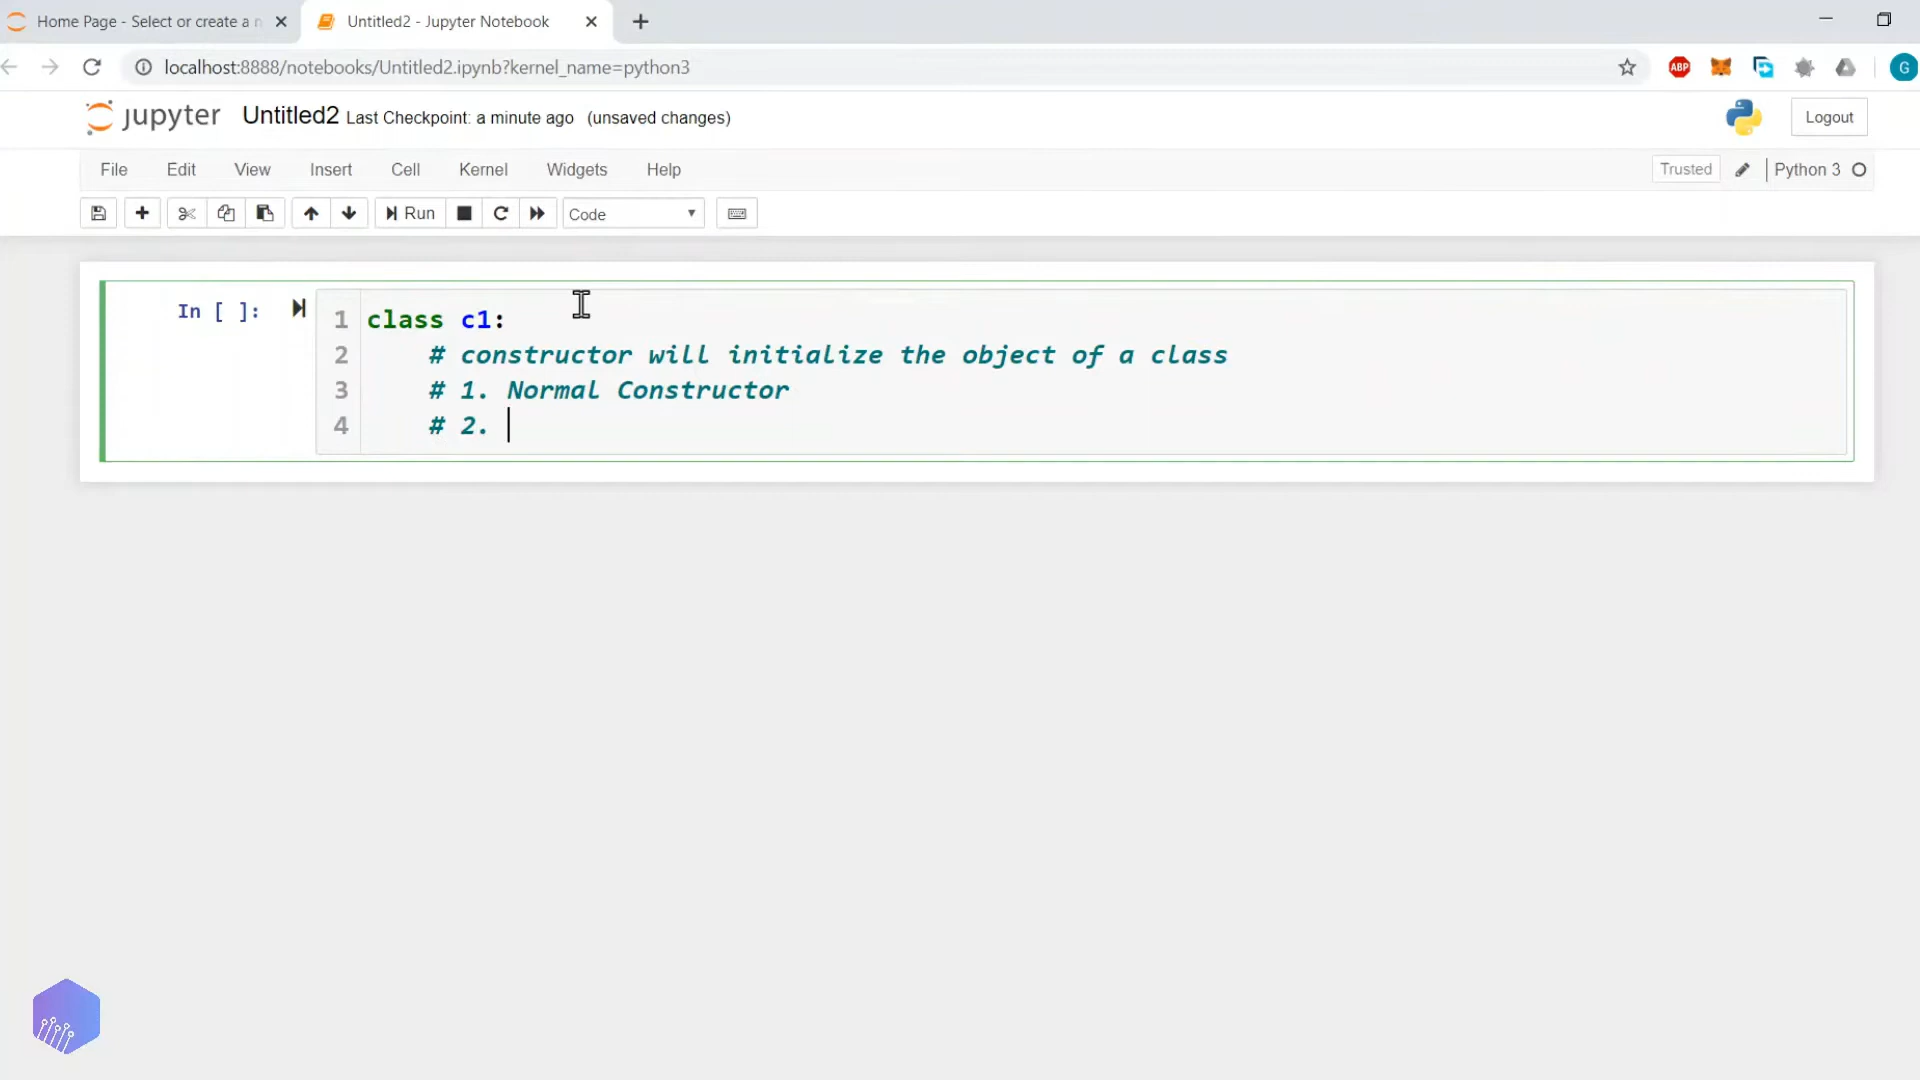 Home Page - Select or create a n
Untitled2 - Jupyter Notebook
localhost:8888/notebooks/Untitled2.ipynb?kernel_name=python3
ABP
G
jupyter Untitled2 Last Checkpoint: a minute ago (unsaved changes)
Logout
File Edit View Insert Cell Kernel Widgets Help
Trusted Python 3
Run Code
In [ ]:
1 class c1:
2 # constructor will initialize the object of a class
3 # 1. Normal Constructor
4 # 2.